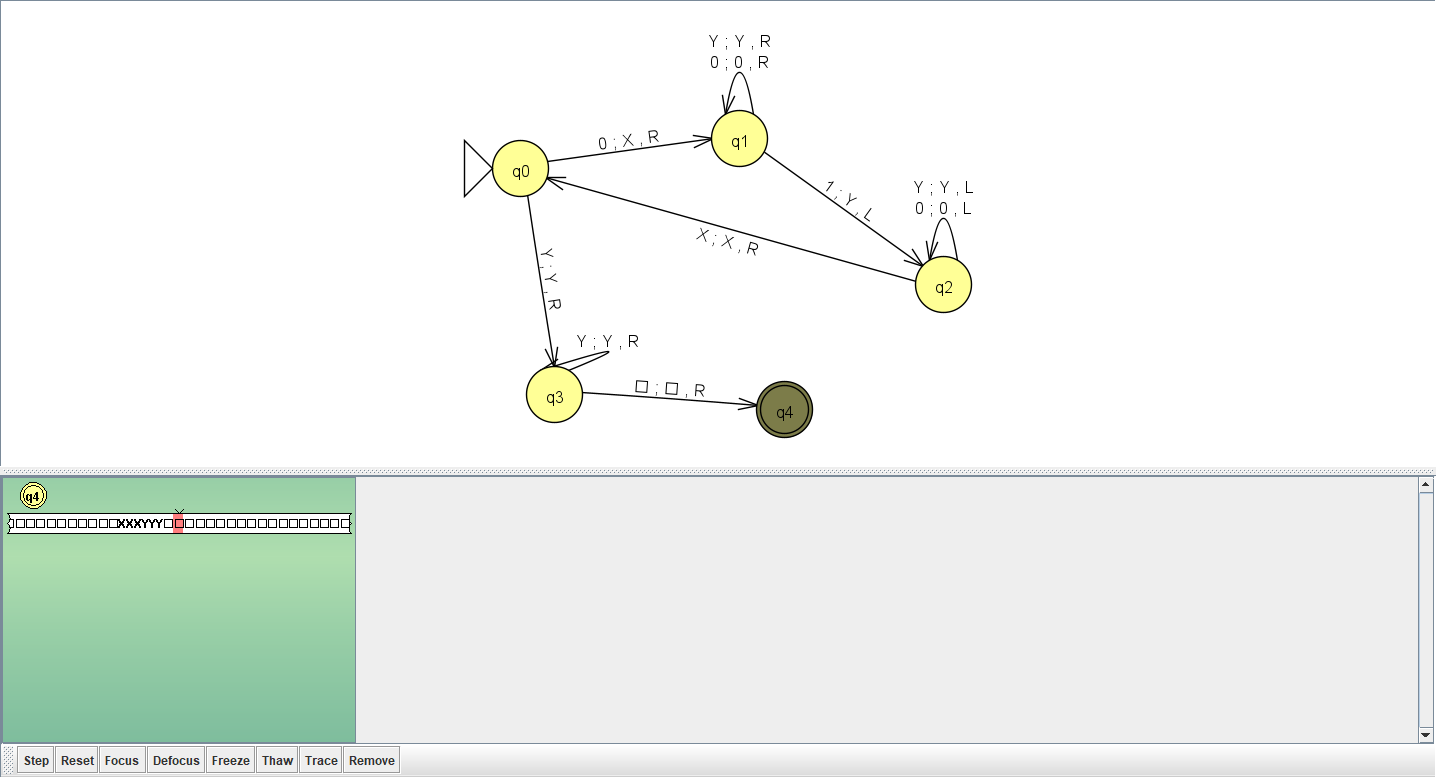 Y ; Y , R
0 ; 0 , R
0 ; X , R
q1
q0
1 ; Y , L
Y ; Y , L
0 ; 0 , L
X ; X , R
Y ; Y , R
q2
Y ; Y , R
□ ; □ , R
q3
q4
q4
□□□□□□□□□□□XXXYYY□□□□□□□□□□□□□□□□□□
Step Reset Focus Defocus Freeze Thaw Trace Remove